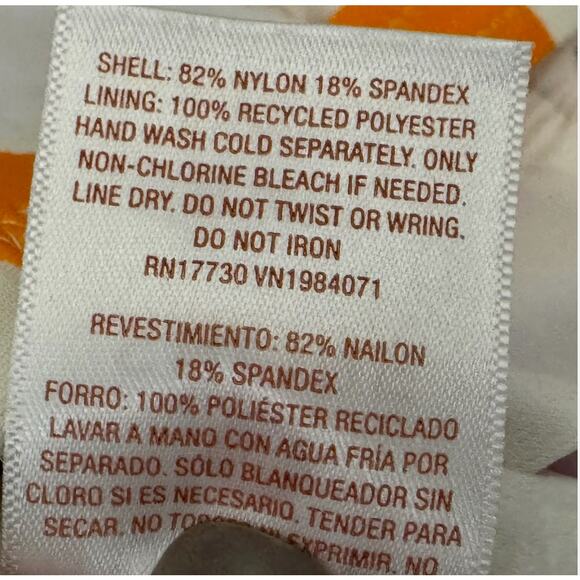 SHELL: 82% NYLON 18% SPANDEX
LINING: 100% RECYCLED POLYESTER
HAND WASH COLD SEPARATELY. ONLY
NON-CHLORINE BLEACH IF NEEDED.
LINE DRY. DO NOT TWIST OR WRING.
DO NOT IRON
RN17730 VN1984071
REVESTIMIENTO: 82% NAILON
18% SPANDEX
FORRO: 100% POLIÉSTER RECICLADO
LAVAR A MANO CON AGUA FRÍA POR
SEPARADO. SÓLO BLANQUEADOR SIN
CLORO SI ES NECESARIO. TENDER PARA
SECAR. NO EXPRIMIR. NO